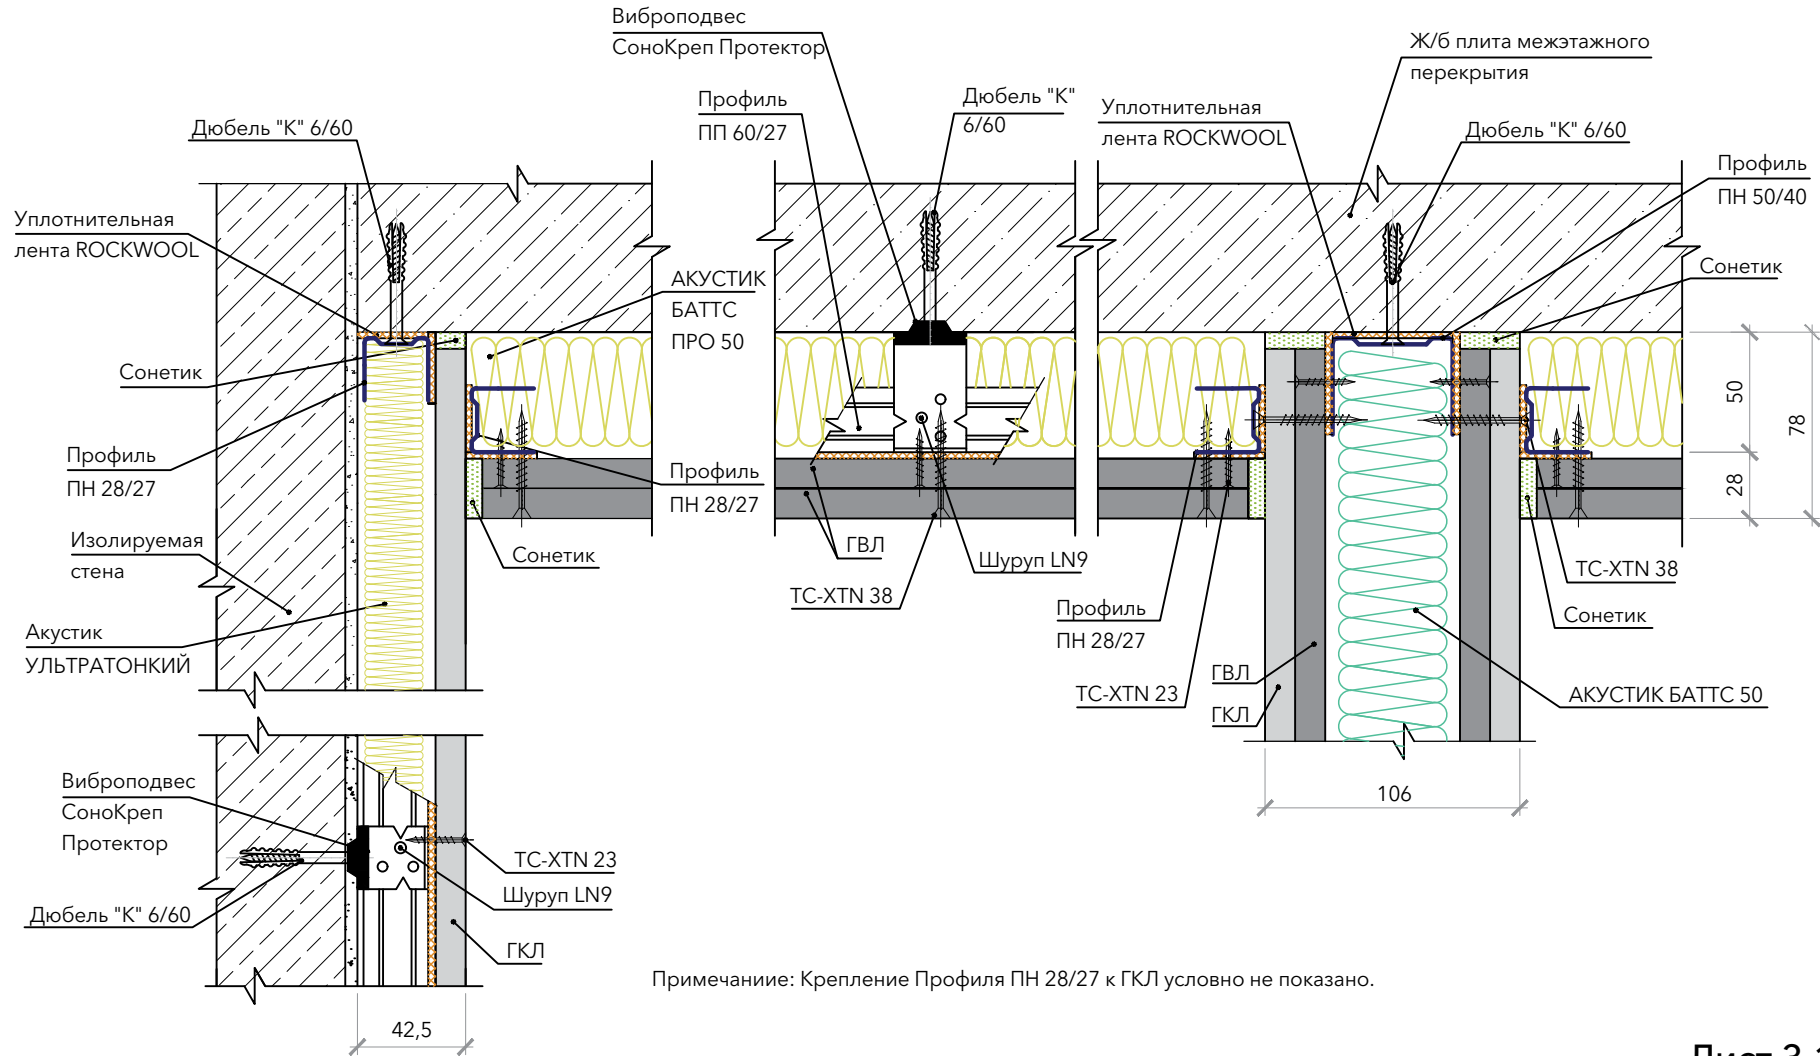 Виброподвес
СоноКреп Протектор
Ж/б плита межэтажного
перекрытия
Профиль
ПП 60/27
Дюбель "К"
6/60
Уплотнительная
лента ROCKWOOL
Дюбель "К" 6/60
Дюбель "К" 6/60
Профиль
ПН 50/40
Уплотнительная
лента ROCKWOOL
АКУСТИК
БАТТС
ПРО 50
Сонетик
Сонетик
50
78
28
Профиль
ПН 28/27
Профиль
ПН 28/27
Изолируемая
стена
Сонетик
ГВЛ
Шуруп LN9
ТС-XTN 38
ТС-XTN 38
Профиль
ПН 28/27
Сонетик
Акустик
УЛЬТРАТОНКИЙ
ГВЛ
ТС-XTN 23
ГКЛ
АКУСТИК БАТТС 50
106
Виброподвес
СоноКреп
Протектор
ТС-XTN 23
Шуруп LN9
Дюбель "К" 6/60
ГКЛ
Примечаниие: Крепление Профиля ПН 28/27 к ГКЛ условно не показано.
42,5
Лист 3.